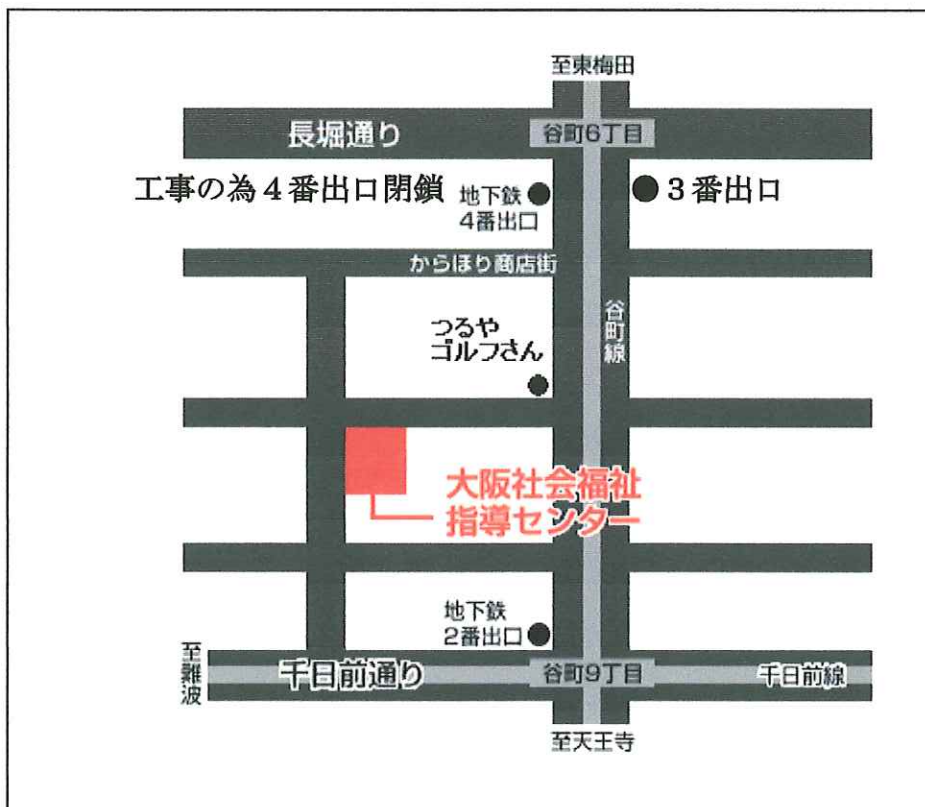 至東梅田
谷町6丁目
長堀通り
工事の為４番出口閉鎖
地下鉄
4番出口
３番出口
からほり商店街
谷町線
つるや
ゴルフさん
大阪社会福祉
指導センター
地下鉄
2番出口
至難波
千日前通り
谷町9丁目
千日前線
至天王寺